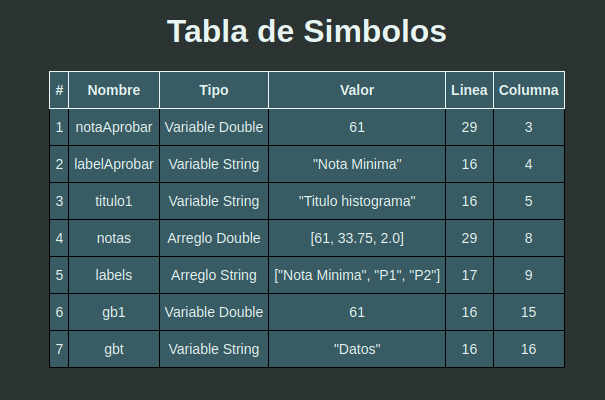 Tabla de Simbolos
# Nombre Tipo Valor Linea Columna
1 notaAprobar Variable Double 61 29 3
2 labelAprobar Variable String "Nota Minima" 16 4
3 titulo1 Variable String "Titulo histograma" 16 5
4 notas Arreglo Double [61, 33.75, 2.0] 29 8
5 labels Arreglo String ["Nota Minima", "P1", "P2"] 17 9
6 gb1 Variable Double 61 16 15
7 gbt Variable String "Datos" 16 16